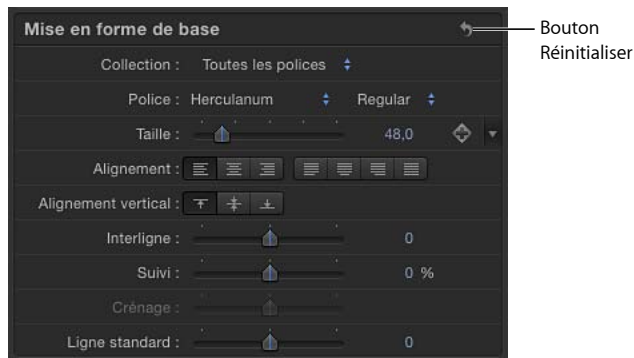 Mise en forme de base
Bouton
Réinitialiser
Collection : Toutes les polices
Police : Herculanum Regular
Taille : 48,0
Alignement :
Alignement vertical :
Interligne : 0
Suivi : 0 %
Crénage :
Ligne standard : 0